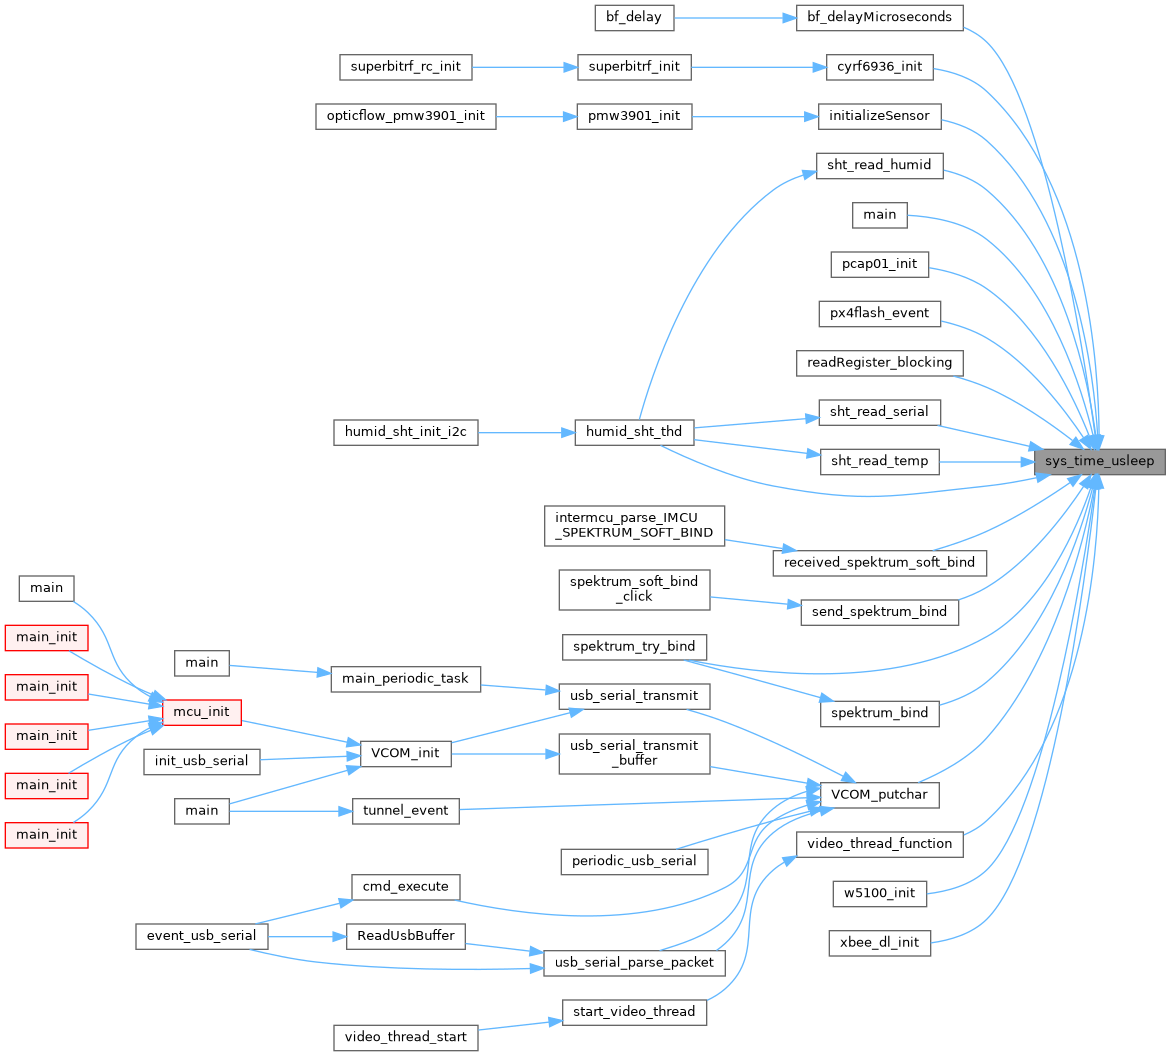 bf_delay
bf_delayMicroseconds
superbitrf_rc_init
superbitrf_init
cyrf6936_init
opticflow_pmw3901_init
pmw3901_init
initializeSensor
sht_read_humid
main
pcap01_init
px4flash_event
readRegister_blocking
sht_read_serial
humid_sht_init_i2c
humid_sht_thd
sht_read_temp
sys_time_usleep
intermcu_parse_IMCU
_SPEKTRUM_SOFT_BIND
received_spektrum_soft_bind
spektrum_soft_bind
_click
send_spektrum_bind
main
main_init
spektrum_try_bind
main
main_periodic_task
main_init
usb_serial_transmit
mcu_init
spektrum_bind
main_init
VCOM_init
usb_serial_transmit
_buffer
init_usb_serial
main_init
VCOM_putchar
main
tunnel_event
main_init
video_thread_function
periodic_usb_serial
cmd_execute
w5100_init
event_usb_serial
ReadUsbBuffer
xbee_dl_init
usb_serial_parse_packet
start_video_thread
video_thread_start